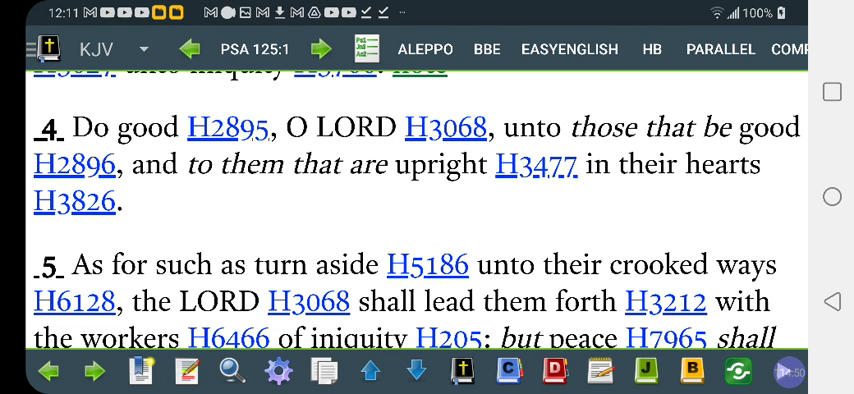 12:11 100%
KJV PSA 125:1 ALEPPO BBE EASYENGLISH HB PARALLEL
4 Do good H2895, O LORD H3068, unto those that be good
H2896, and to them that are upright H3477 in their hearts
H3826.
5 As for such as turn aside H5186 unto their crooked ways
H6128, the LORD H3068 shall lead them forth H3212 with
the workers H6466 of iniquity H205: but peace H7965 shall
C D J B